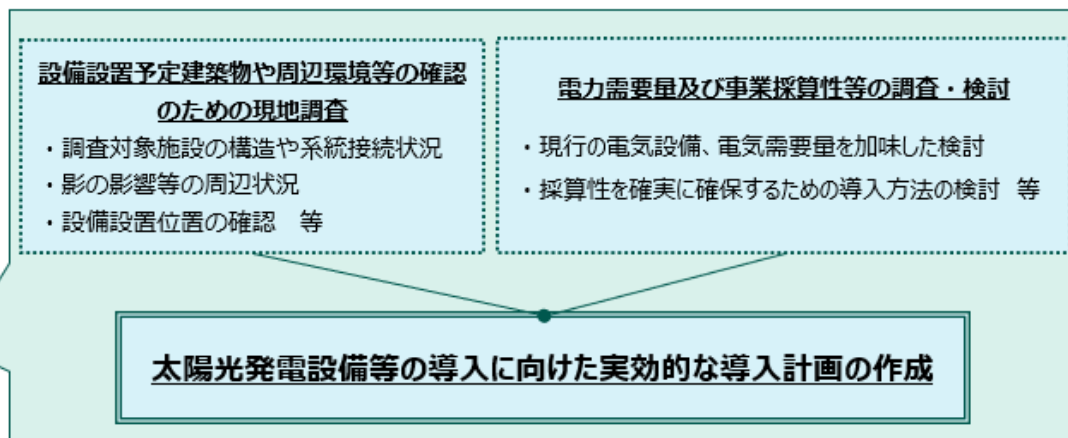 設備設置予定建築物や周辺環境等の確認
のための現地調査
・調査対象施設の構造や系統接続状況
・影の影響等の周辺状況
・設備設置位置の確認　等
電力需要量及び事業採算性等の調査・検討
・現行の電気設備、電気需要量を加味した検討
・採算性を確実に確保するための導入方法の検討　等
太陽光発電設備等の導入に向けた実効的な導入計画の作成